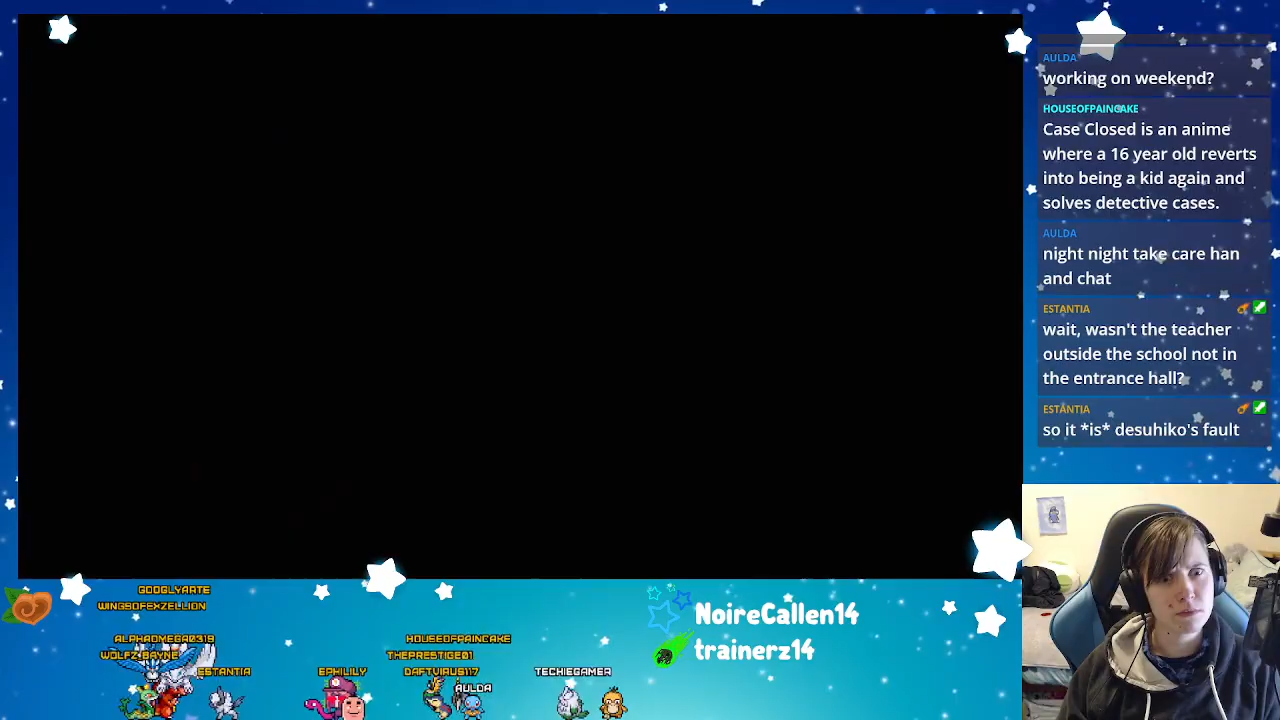 AULDA
working on weekend?
HOUSEOFPAINCAKE
Case Closed is an anime
where a 16 year old reverts
into being a kid again and
solves detective cases.
AULDA
night night take care han
and chat
ESTANTIA
wait, wasn't the teacher
outside the school not in
the entrance hall?
ESTANTIA
so it *is* desuhiko's fault
GOOGLYARTE
WINGSOFEXZELLION
ALPHAOMEGA0319
WOLFZ_BAYNE
ESTANTIA
EPHILILY
HOUSEOFPAINCAKE
THEPRESTIGE01
DAFTVIRUS117
AULDA
TECHIEGAMER
NoireCallen14
trainerz14